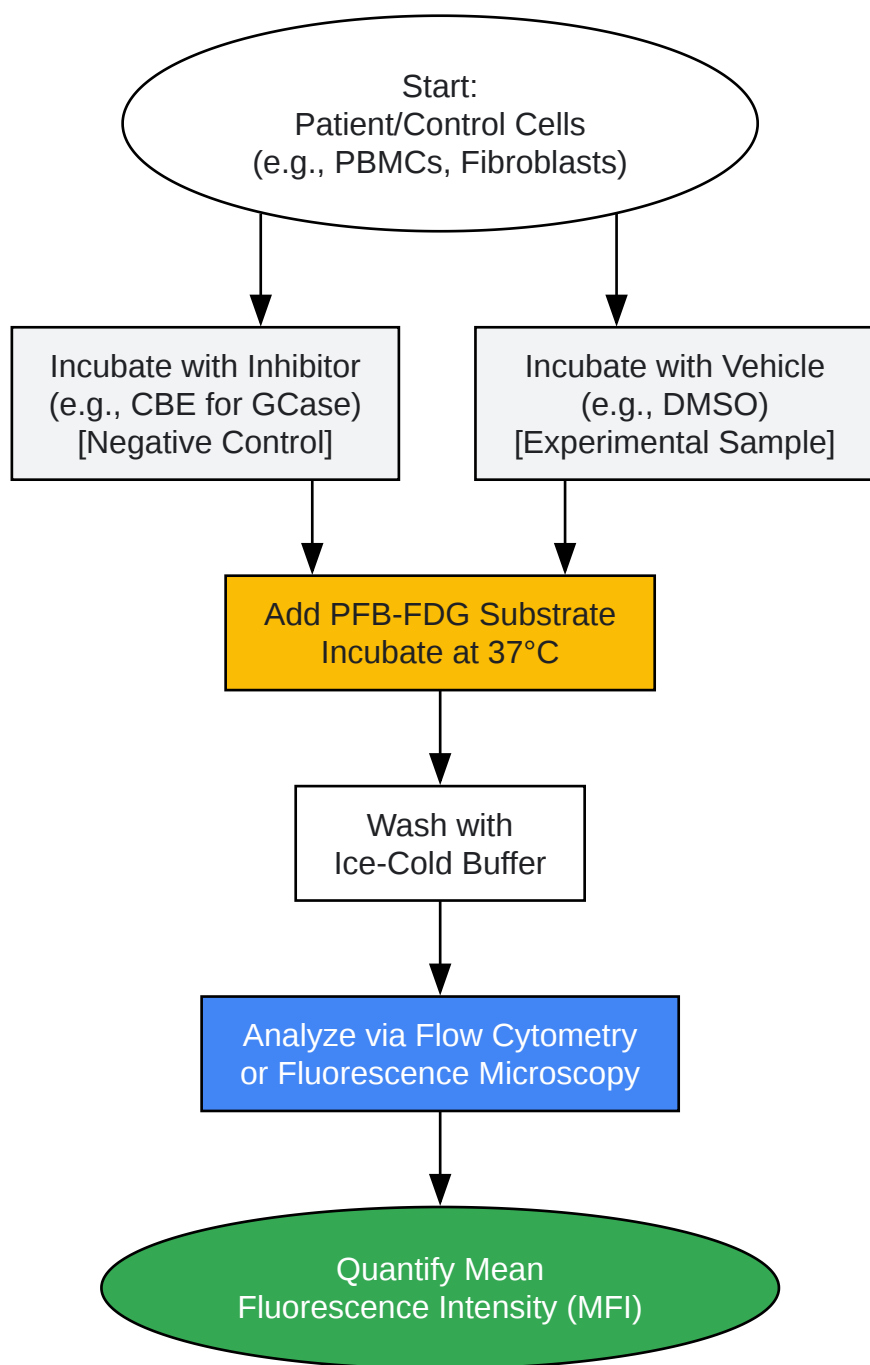 Start:
Patient/Control Cells
(e.g., PBMCs, Fibroblasts)
Incubate with Inhibitor
(e.g., CBE for GCase)
[Negative Control]
Incubate with Vehicle
(e.g., DMSO)
[Experimental Sample]
Add PFB-FDG Substrate
Incubate at 37°C
Wash with
Ice-Cold Buffer
Analyze via Flow Cytometry
or Fluorescence Microscopy
Quantify Mean
Fluorescence Intensity (MFI)